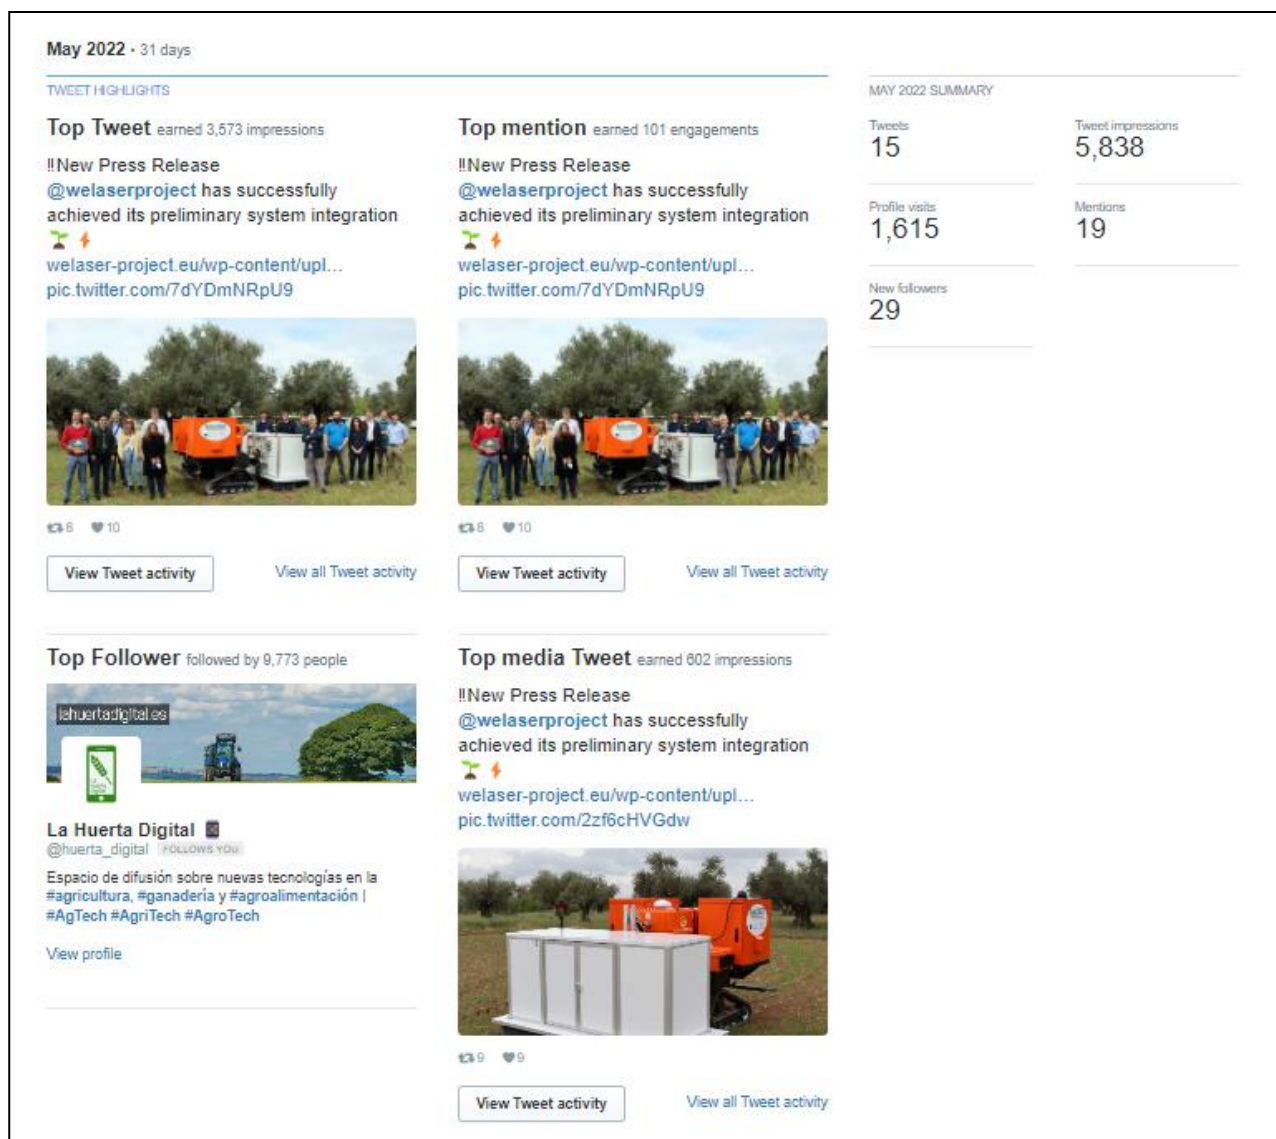 May 2022 • 31 days
TWEET HIGHLIGHTS
Top Tweet earned 3,573 impressions
‼New Press Release
@welaserproject has successfully
achieved its preliminary system integration
🌱⚡
welaser-project.eu/wp-content/upl…
pic.twitter.com/7dYDmNRpU9
8 10
View Tweet activity View all Tweet activity
Top mention earned 101 engagements
‼New Press Release
@welaserproject has successfully
achieved its preliminary system integration
🌱⚡
welaser-project.eu/wp-content/upl…
pic.twitter.com/7dYDmNRpU9
8 10
View Tweet activity View all Tweet activity
Top Follower followed by 9,773 people
lahuertadigital.es
La Huerta Digital
@huerta_digital FOLLOWS YOU
Espacio de difusión sobre nuevas tecnologías en la
#agricultura, #ganadería y #agroalimentación |
#AgTech #AgriTech #AgroTech
View profile
Top media Tweet earned 602 impressions
‼New Press Release
@welaserproject has successfully
achieved its preliminary system integration
🌱⚡
welaser-project.eu/wp-content/upl…
pic.twitter.com/2zf6cHVGdw
9 9
View Tweet activity View all Tweet activity
MAY 2022 SUMMARY
Tweets
15
Tweet impressions
5,838
Profile visits
1,615
Mentions
19
New followers
29